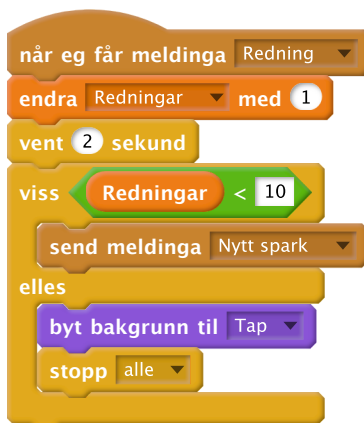 når eg får meldinga Redning
endra Redningar med 1
vent 2 sekund
viss Redningar < 10
send meldinga Nytt spark
elles
byt bakgrunn til Tap
stopp alle